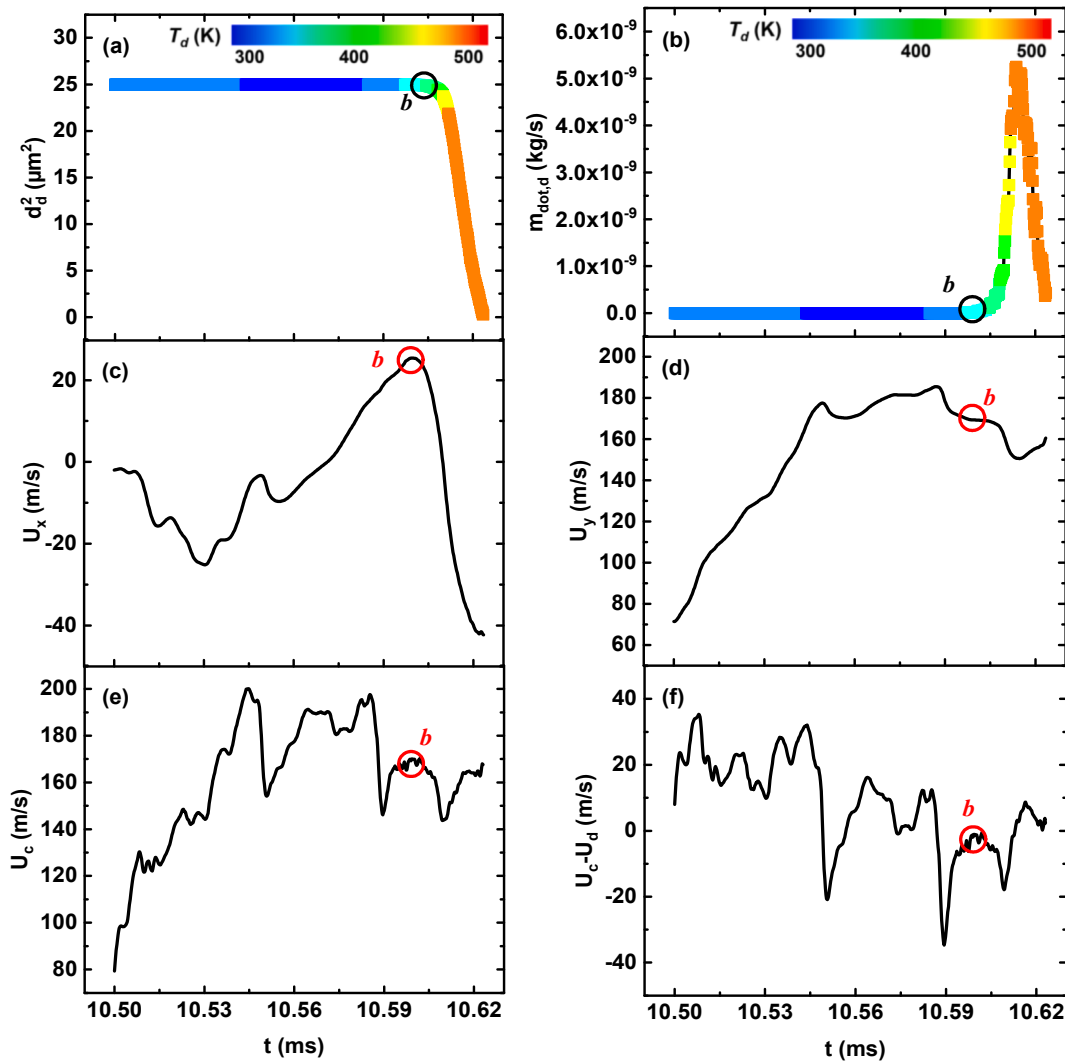 (a)
T_d (K)
300 400 500
30
25
20
15
10
5
0
d_d^2 (μm²)
b
(b)
T_d (K)
300 400 500
6.0x10^-9
5.0x10^-9
4.0x10^-9
3.0x10^-9
2.0x10^-9
1.0x10^-9
0.0
m_dot,d (kg/s)
b
(c)
20
0
-20
-40
U_x (m/s)
b
(d)
200
180
160
140
120
100
80
60
U_y (m/s)
b
(e)
200
180
160
140
120
100
80
U_c (m/s)
b
10.50 10.53 10.56 10.59 10.62
t (ms)
(f)
40
20
0
-20
-40
U_c-U_d (m/s)
b
10.50 10.53 10.56 10.59 10.62
t (ms)